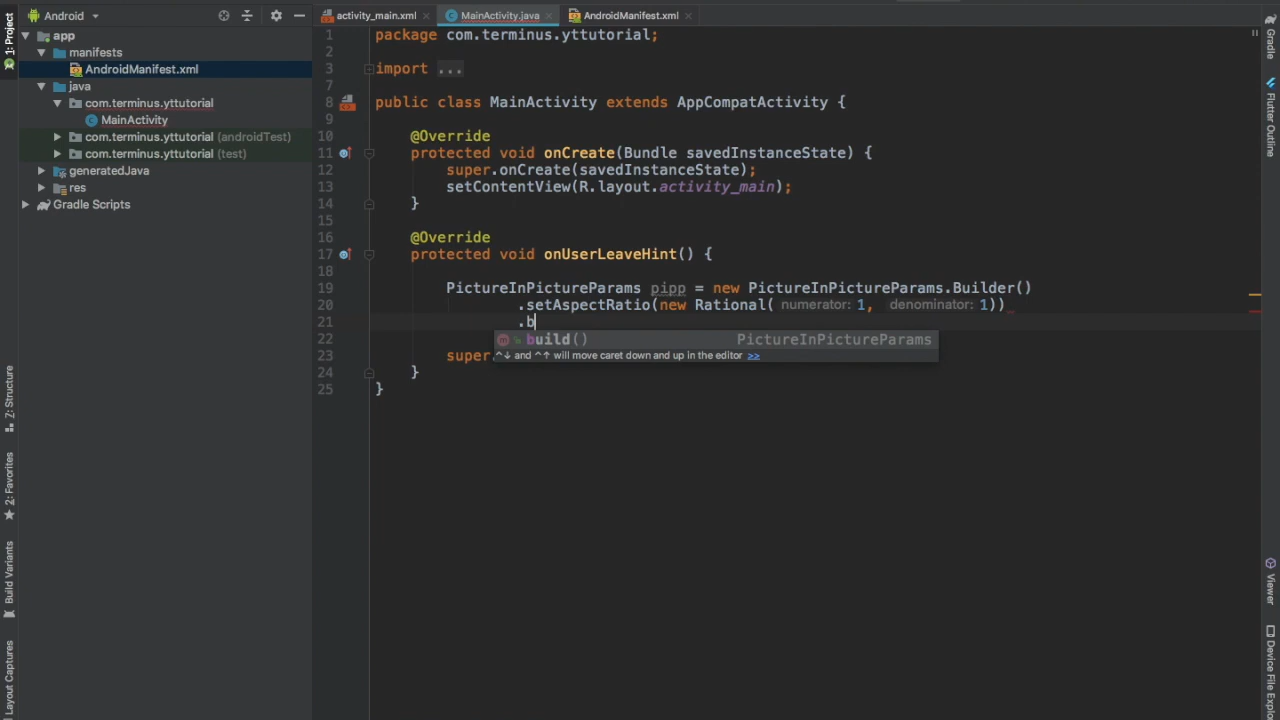 Android
activity_main.xml
MainActivity.java
AndroidManifest.xml
1: Project
app
manifests
AndroidManifest.xml
java
com.terminus.yttutorial
MainActivity
com.terminus.yttutorial (androidTest)
com.terminus.yttutorial (test)
generatedJava
res
Gradle Scripts
Z: Structure
2: Favorites
Build Variants
Layout Captures
1 package com.terminus.yttutorial;
2
3 import ...
7
8 public class MainActivity extends AppCompatActivity {
9
10 @Override
11 protected void onCreate(Bundle savedInstanceState) {
12 super.onCreate(savedInstanceState);
13 setContentView(R.layout.activity_main);
14 }
15
16 @Override
17 protected void onUserLeaveHint() {
18
19 PictureInPictureParams pipp = new PictureInPictureParams.Builder()
20 .setAspectRatio(new Rational( numerator: 1, denominator: 1))
21 .b
22 build() PictureInPictureParams
^↓ and ^↑ will move caret down and up in the editor >>
23 super.
24 }
25 }
Gradle
Flutter Outline
Viewer
Device File Explo